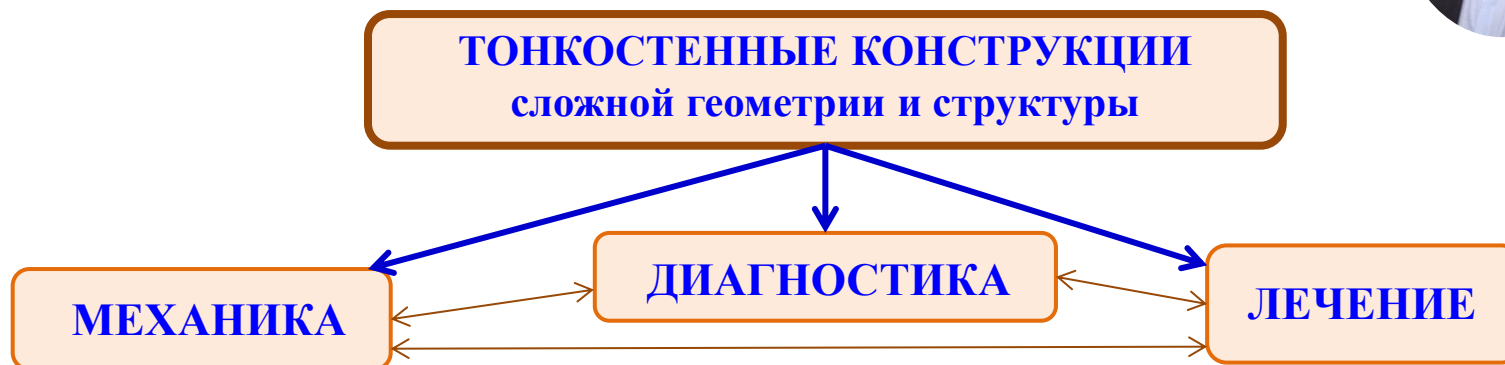 ТОНКОСТЕННЫЕ КОНСТРУКЦИИ
сложной геометрии и структуры
МЕХАНИКА
ДИАГНОСТИКА
ЛЕЧЕНИЕ